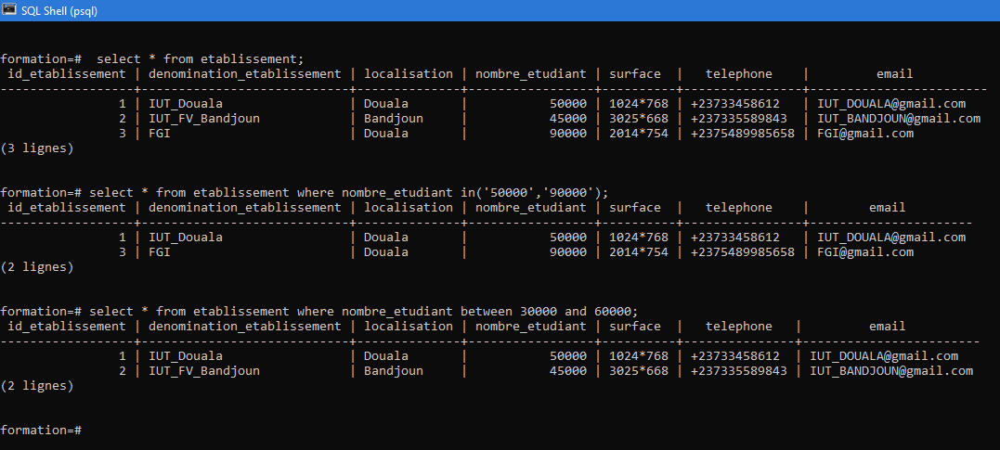 SQL Shell (psql)
formation=#  select * from etablissement;
 id_etablissement | denomination_etablissement | localisation | nombre_etudiant | surface  |   telephone    |         email
------------------+----------------------------+--------------+-----------------+----------+----------------+------------------------
                1 | IUT_Douala                 | Douala       |           50000 | 1024*768 | +23733458612   | IUT_DOUALA@gmail.com
                2 | IUT_FV_Bandjoun            | Bandjoun     |           45000 | 3025*668 | +237335589843  | IUT_BANDJOUN@gmail.com
                3 | FGI                        | Douala       |           90000 | 2014*754 | +2375489985658 | FGI@gmail.com
(3 lignes)
formation=# select * from etablissement where nombre_etudiant in('50000','90000');
 id_etablissement | denomination_etablissement | localisation | nombre_etudiant | surface  |   telephone    |        email
------------------+----------------------------+--------------+-----------------+----------+----------------+----------------------
                1 | IUT_Douala                 | Douala       |           50000 | 1024*768 | +23733458612   | IUT_DOUALA@gmail.com
                3 | FGI                        | Douala       |           90000 | 2014*754 | +2375489985658 | FGI@gmail.com
(2 lignes)
formation=# select * from etablissement where nombre_etudiant between 30000 and 60000;
 id_etablissement | denomination_etablissement | localisation | nombre_etudiant | surface  |   telephone   |         email
------------------+----------------------------+--------------+-----------------+----------+---------------+------------------------
                1 | IUT_Douala                 | Douala       |           50000 | 1024*768 | +23733458612  | IUT_DOUALA@gmail.com
                2 | IUT_FV_Bandjoun            | Bandjoun     |           45000 | 3025*668 | +237335589843 | IUT_BANDJOUN@gmail.com
(2 lignes)
formation=#